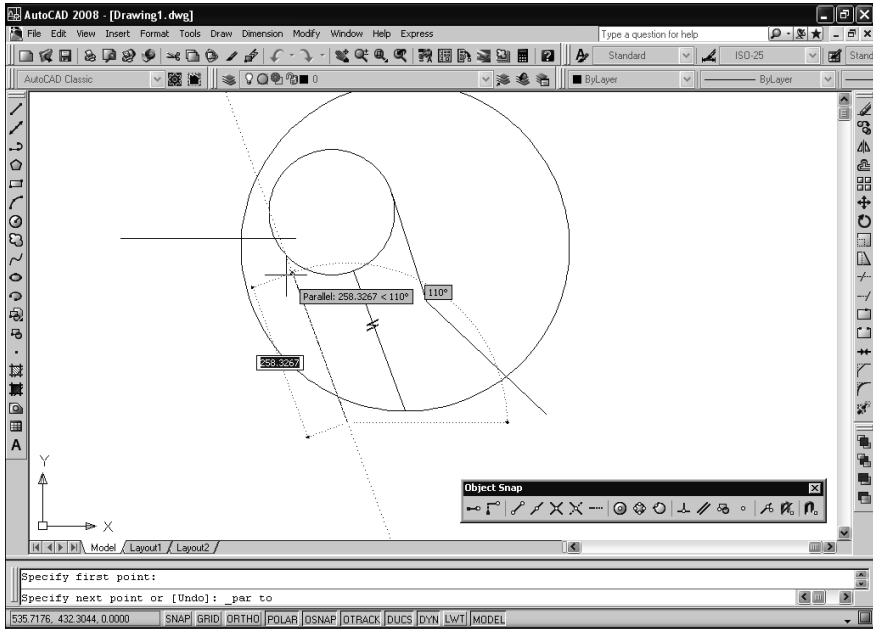 AutoCAD 2008 - [Drawing1.dwg]
File Edit View Insert Format Tools Draw Dimension Modify Window Help Express
Type a question for help
Standard
ISO-25
Stand
AutoCAD Classic
0
ByLayer
ByLayer
Parallel: 258.3267 < 110°
110°
258.3267
Y
X
Object Snap
A
Model Layout1 Layout2
Specify first point:
Specify next point or [Undo]: _par to
535.7176, 432.3044, 0.0000
SNAP GRID ORTHO POLAR OSNAP OTRACK DUCS DYN LWT MODEL